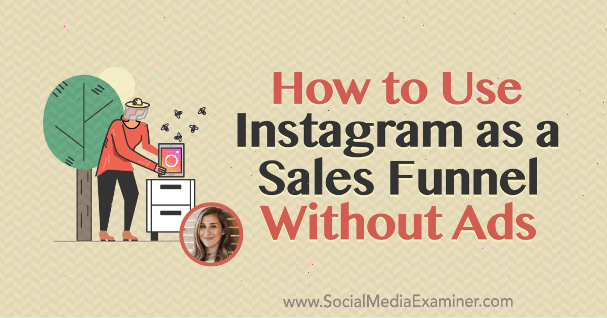 How to Use
Instagram as a
Sales Funnel
Without Ads
www.SocialMediaExaminer.com